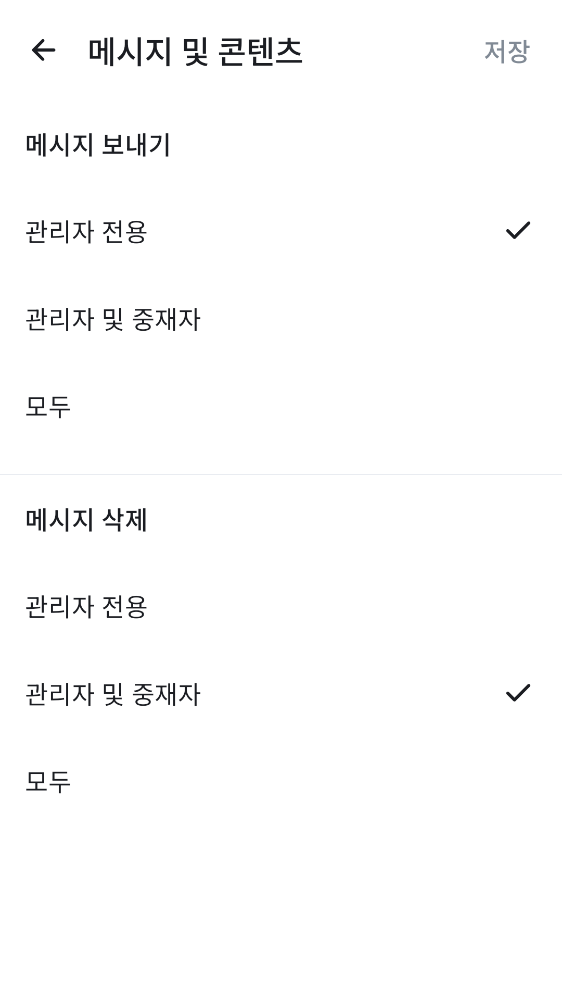 메시지 및 콘텐츠 저장
메시지 보내기
관리자 전용
관리자 및 중재자
모두
메시지 삭제
관리자 전용
관리자 및 중재자
모두